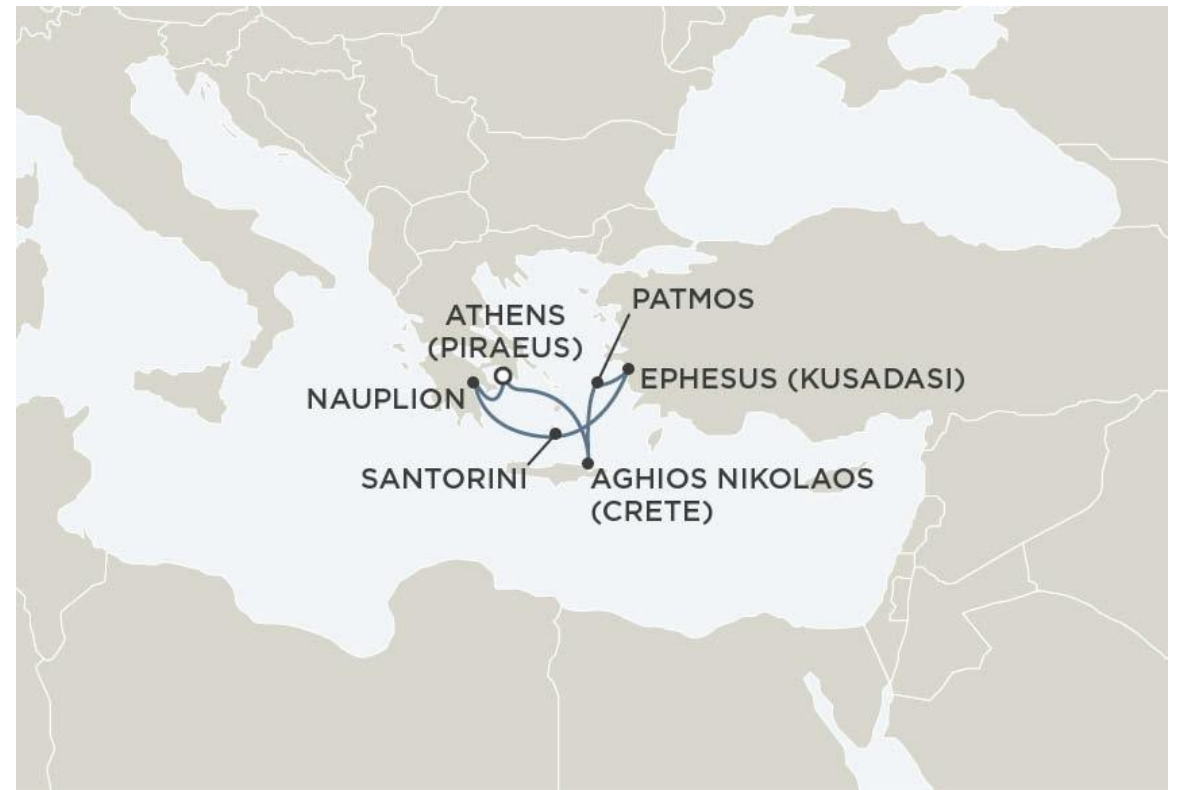 PATMOS
ATHENS
(PIRAEUS)
EPHESUS (KUSADASI)
NAUPLION
SANTORINI
AGHIOS NIKOLAOS
(CRETE)